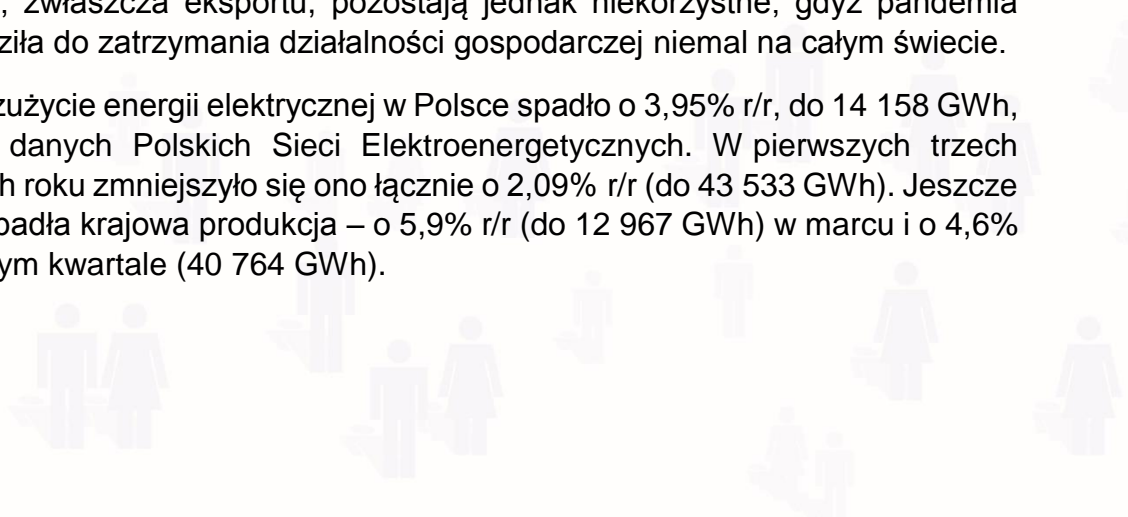 zwłaszcza eksportu, pozostają jednak niekorzystne, gdyż pandemia
ziła do zatrzymania działalności gospodarczej niemal na całym świecie.
zużycie energii elektrycznej w Polsce spadło o 3,95% r/r, do 14 158 GWh,
danych Polskich Sieci Elektroenergetycznych. W pierwszych trzech
h roku zmniejszyło się ono łącznie o 2,09% r/r (do 43 533 GWh). Jeszcze
padła krajowa produkcja – o 5,9% r/r (do 12 967 GWh) w marcu i o 4,6%
ym kwartale (40 764 GWh).